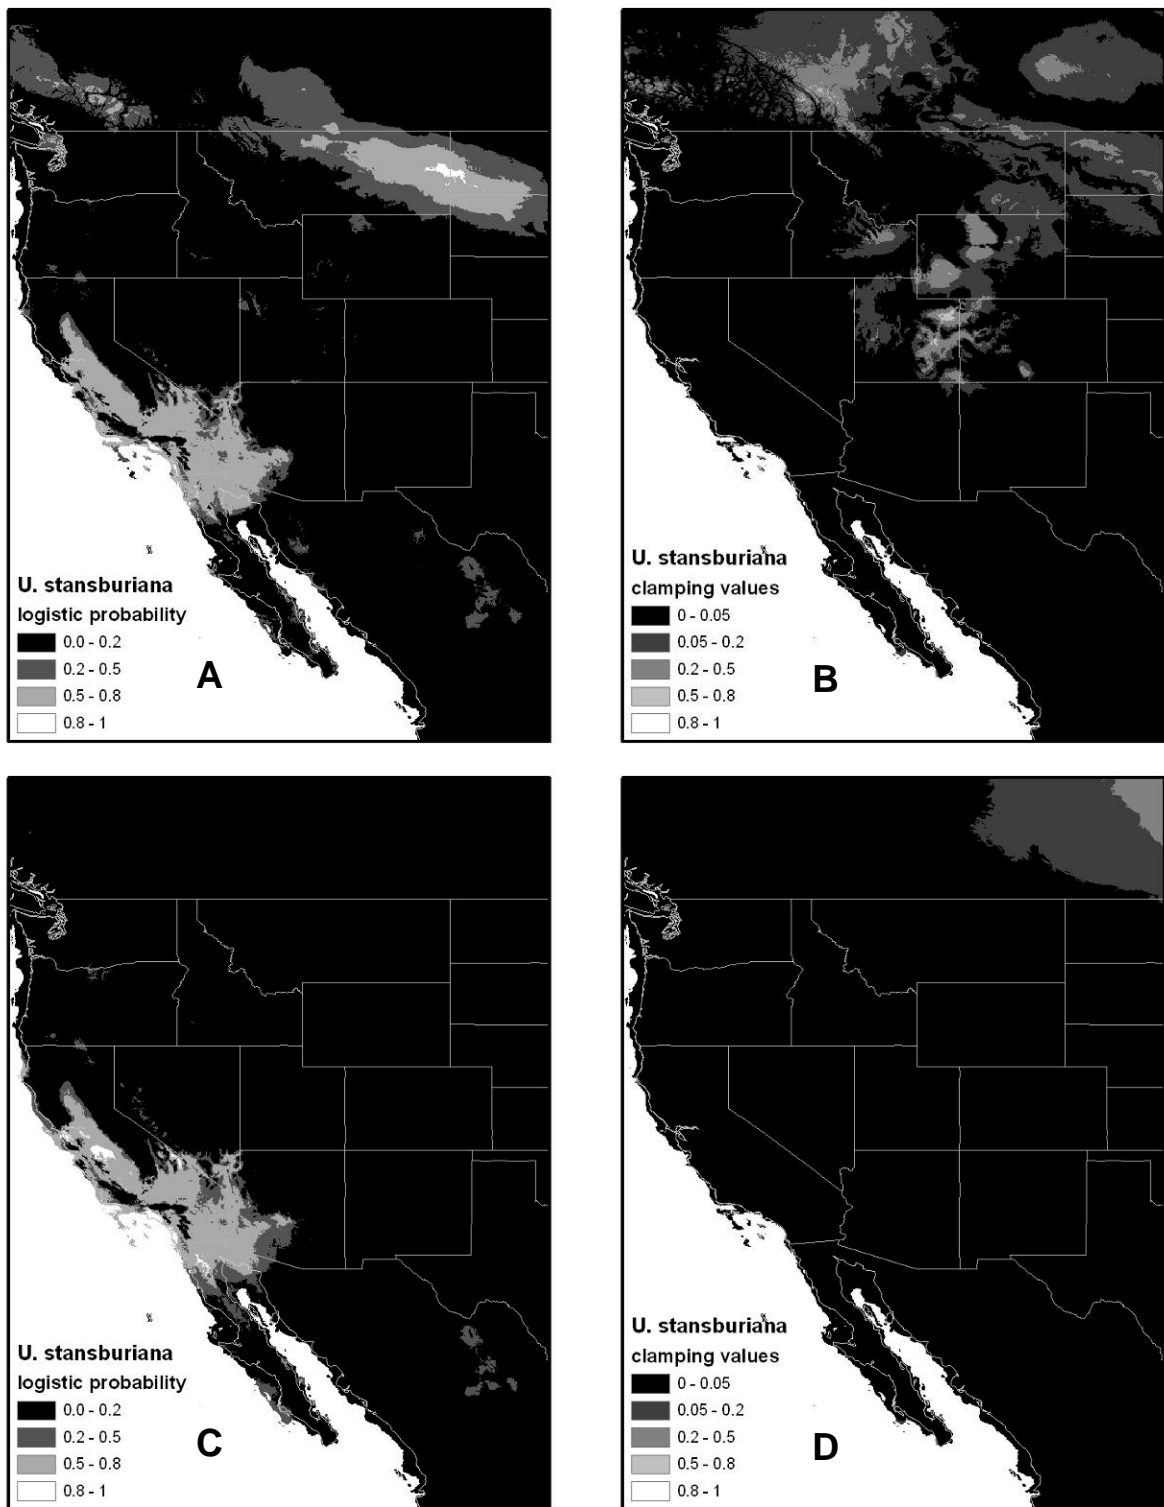 U. stansburiana
logistic probability
0.0 - 0.2
0.2 - 0.5
0.5 - 0.8
0.8 - 1
A
U. stansburiana
clamping values
0 - 0.05
0.05 - 0.2
0.2 - 0.5
0.5 - 0.8
0.8 - 1
B
U. stansburiana
logistic probability
0.0 - 0.2
0.2 - 0.5
0.5 - 0.8
0.8 - 1
C
U. stansburiana
clamping values
0 - 0.05
0.05 - 0.2
0.2 - 0.5
0.5 - 0.8
0.8 - 1
D